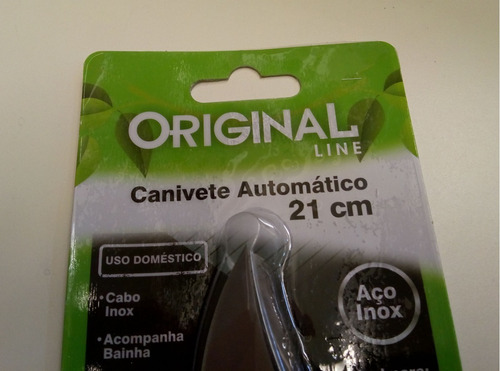 ORIGINAL
LINE
Canivete Automático
21 cm
USO DOMÉSTICO
• Cabo
Inox
• Acompanha
Bainha
Aço
Inox